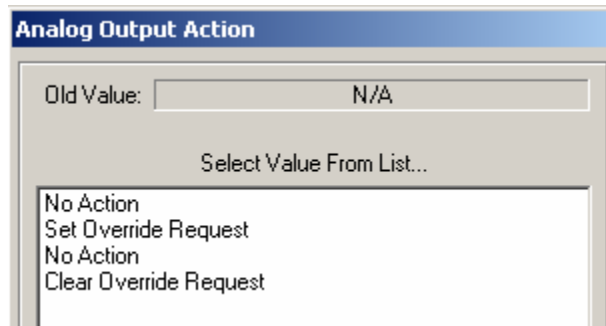 Analog Output Action
Old Value: N/A
Select Value From List...
No Action
Set Override Request
No Action
Clear Override Request